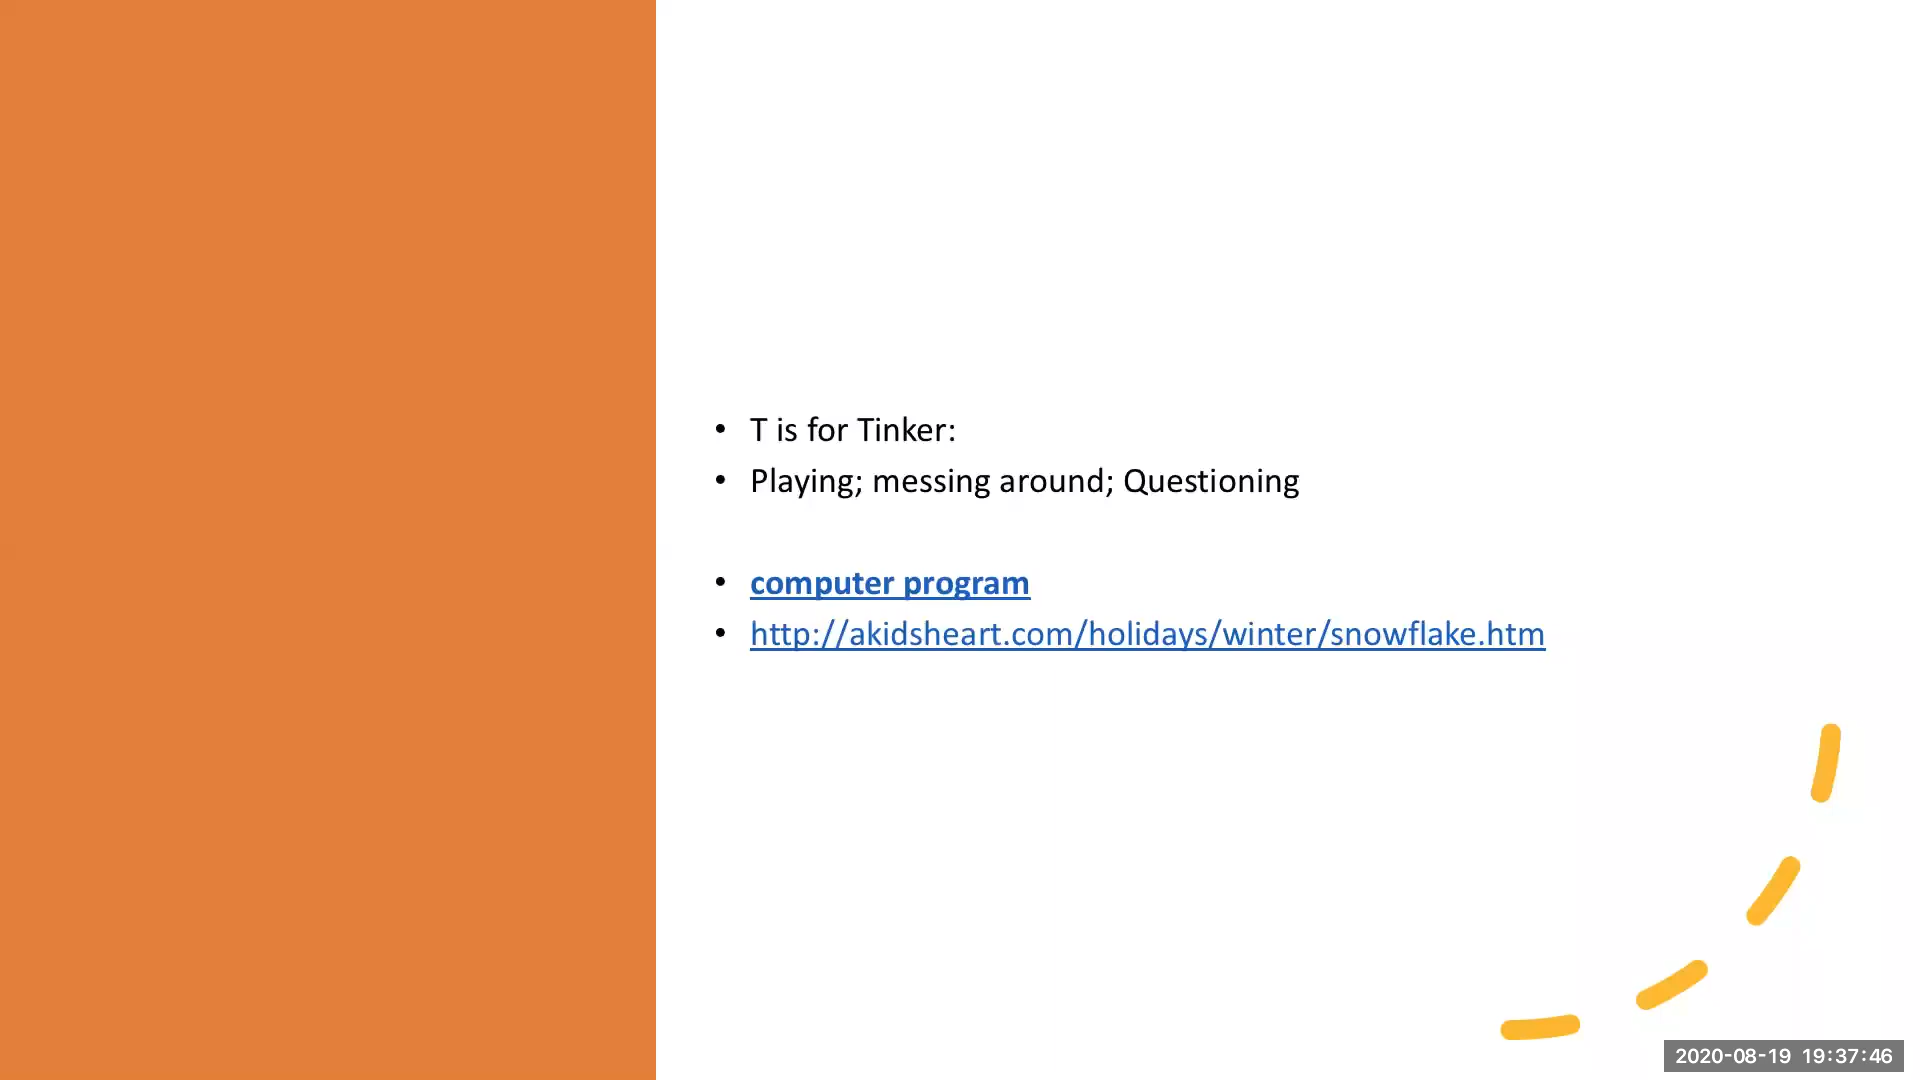 • T is for Tinker:
• Playing; messing around; Questioning
• computer program
• http://akidsheart.com/holidays/winter/snowflake.htm
2020-08-19 19:37:46